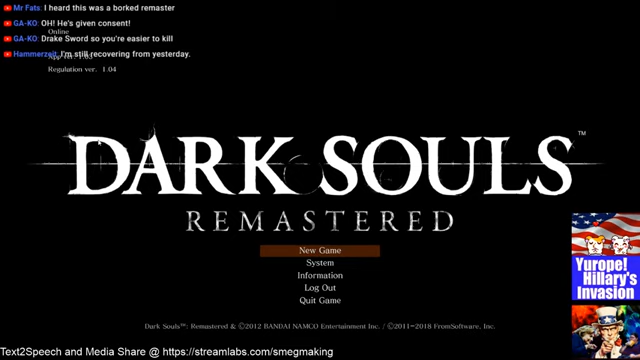 Mr Fats: I heard this was a borked remaster
GA-KO: OH! He's given consent!
Online
GA-KO: Drake Sword so you're easier to kill
Hammerzeit: I'm still recovering from yesterday.
Regulation ver. 1.04
DARK SOULS™
REMASTERED
New Game
System
Information
Log Out
Quit Game
Yurope!
Hillary's
Invasion
Dark Souls™: Remastered & ©2012 BANDAI NAMCO Entertainment Inc. / ©2011-2018 FromSoftware, Inc.
Text2Speech and Media Share @ https://streamlabs.com/smegmaking